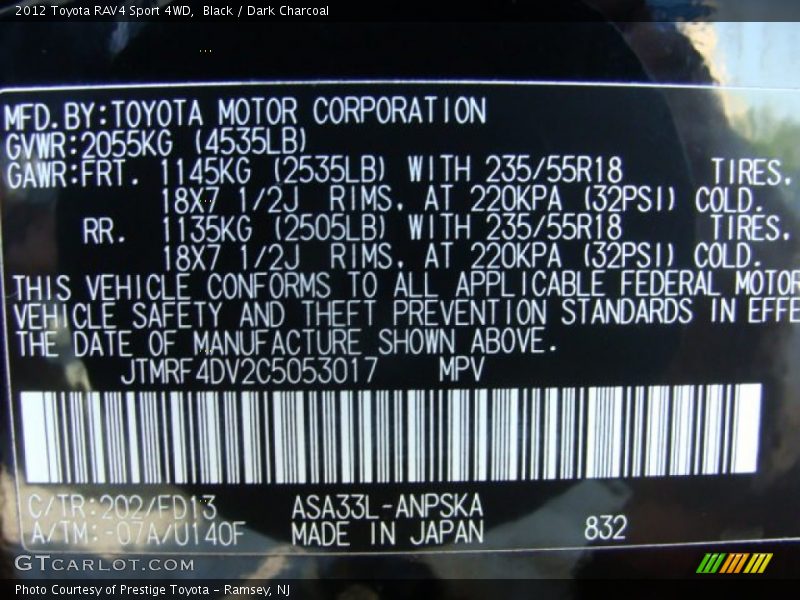 2012 Toyota RAV4 Sport 4WD, Black / Dark Charcoal
MFD.BY:TOYOTA MOTOR CORPORATION
GVWR:2055KG (4535LB)
GAWR:FRT. 1145KG (2535LB) WITH 235/55R18 TIRES.
18X7 1/2J RIMS, AT 220KPA (32PSI) COLD.
RR. 1135KG (2505LB) WITH 235/55R18 TIRES.
18X7 1/2J RIMS, AT 220KPA (32PSI) COLD.
THIS VEHICLE CONFORMS TO ALL APPLICABLE FEDERAL MOTOR
VEHICLE SAFETY AND THEFT PREVENTION STANDARDS IN EFFE
THE DATE OF MANUFACTURE SHOWN ABOVE.
JTMRF4DV2C5053017 MPV
C/TR:202/FD13 ASA33L-ANPSKA
A/TM:-07A/U140F MADE IN JAPAN 832
GTCARLOT.COM
Photo Courtesy of Prestige Toyota - Ramsey, NJ